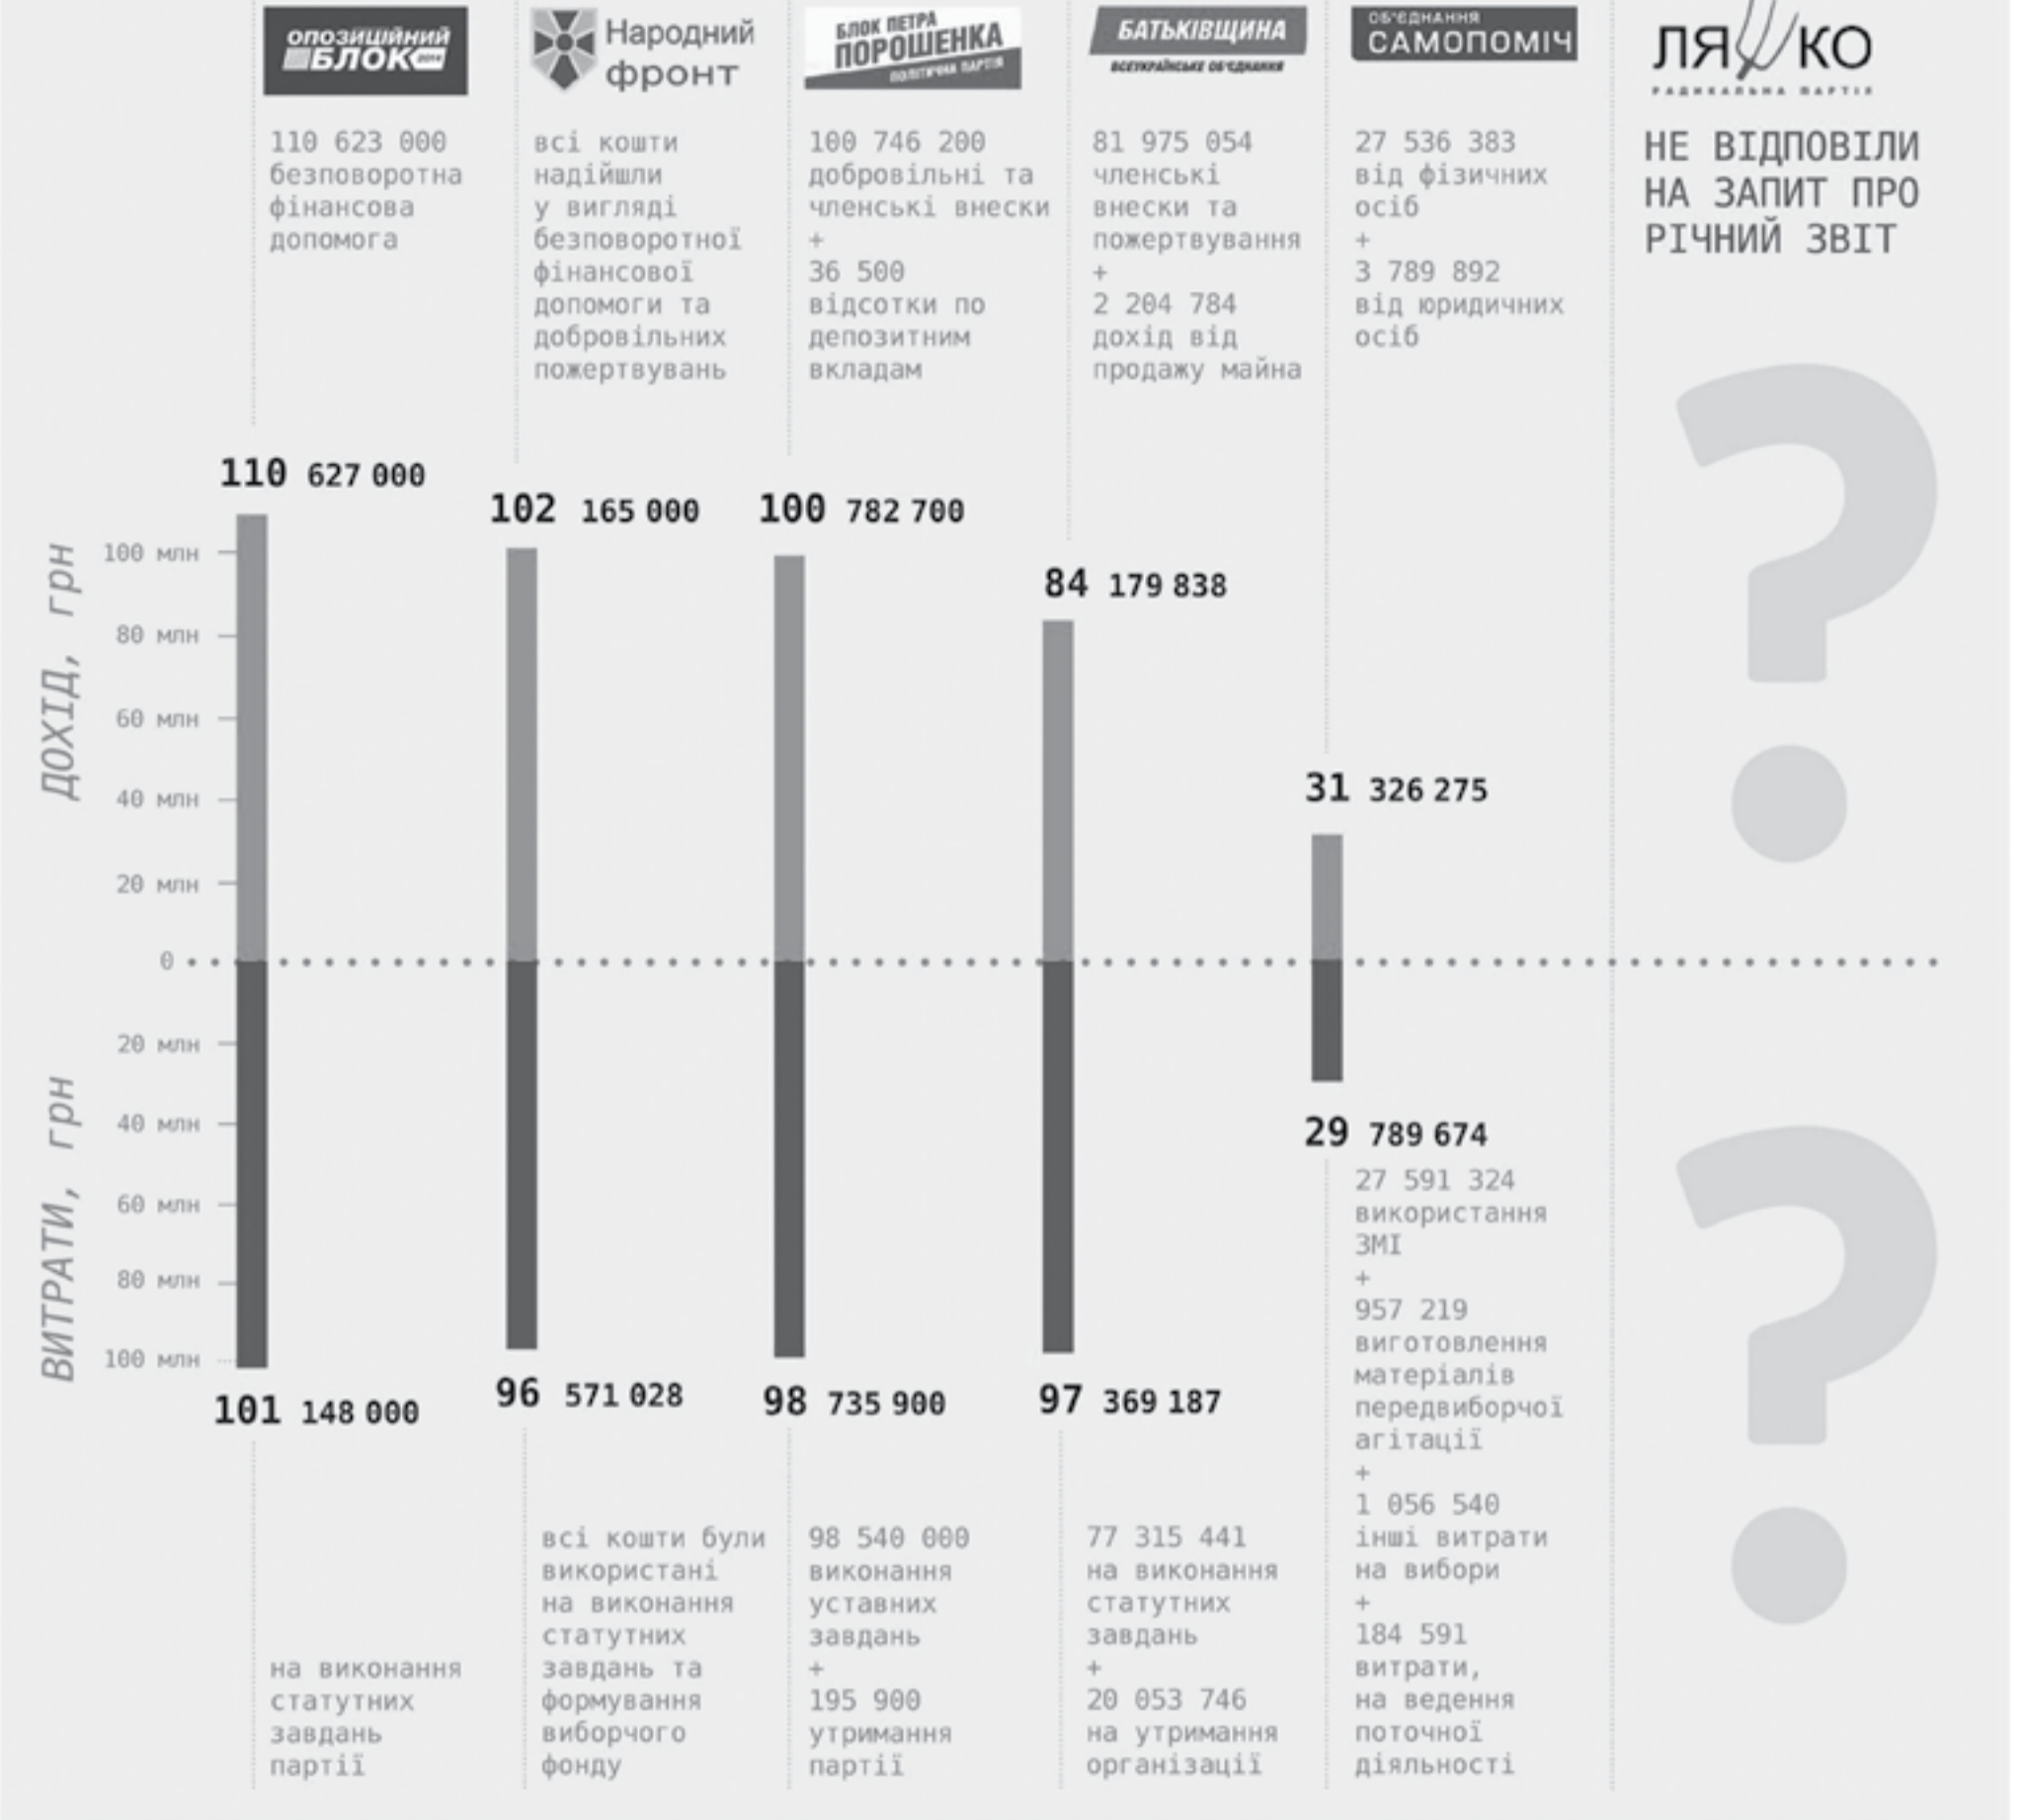 ОПОЗИЦІЙНИЙ
БЛОК
Народний
фронт
БЛОК ПЕТРА
ПОРОШЕНКА
ПОЛІТИЧНА ПАРТІЯ
БАТЬКІВЩИНА
ВСЕУКРАЇНСЬКЕ ОБ'ЄДНАННЯ
ОБ'ЄДНАННЯ
САМОПОМІЧ
ЛЯШКО
РАДИКАЛЬНА ПАРТІЯ
110 623 000
безповоротна
фінансова
допомога
всі кошти
надійшли
у вигляді
безповоротної
фінансової
допомоги та
добровільних
пожертвувань
100 746 200
добровільні та
членські внески
+
36 500
відсотки по
депозитним
вкладам
81 975 054
членські
внески та
пожертвування
+
2 204 784
дохід від
продажу майна
27 536 383
від фізичних
осіб
+
3 789 892
від юридичних
осіб
НЕ ВІДПОВІЛИ
НА ЗАПИТ ПРО
РІЧНИЙ ЗВІТ
?
110 627 000
102 165 000
100 782 700
84 179 838
31 326 275
ДОХІД, грн
100 млн
80 млн
60 млн
40 млн
20 млн
0
ВИТРАТИ, грн
20 млн
40 млн
60 млн
80 млн
100 млн
101 148 000
96 571 028
98 735 900
97 369 187
29 789 674
на виконання
статутних
завдань
партії
всі кошти були
використані
на виконання
статутних
завдань та
формування
виборчого
фонду
98 540 000
виконання
уставних
завдань
+
195 900
утримання
партії
77 315 441
на виконання
статутних
завдань
+
20 053 746
на утримання
організації
27 591 324
використання
ЗМІ
+
957 219
виготовлення
матеріалів
передвиборчої
агітації
+
1 056 540
інші витрати
на вибори
+
184 591
витрати,
на ведення
поточної
діяльності
?